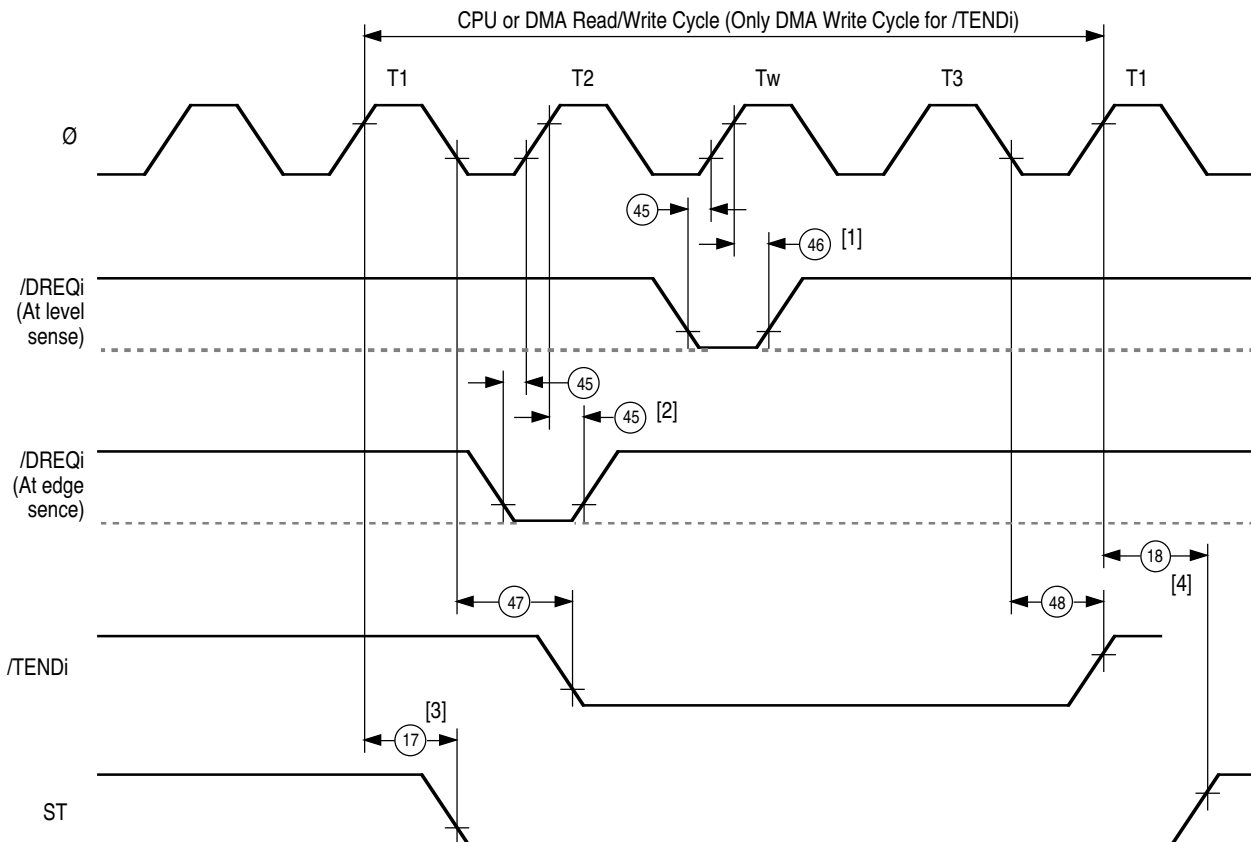 CPU or DMA Read/Write Cycle (Only DMA Write Cycle for /TENDi)
T1 T2 Tw T3 T1
Ø
45
46 [1]
/DREQi
(At level
sense)
45
45 [2]
/DREQi
(At edge
sence)
18
[4]
47
48
/TENDi
[3]
17
ST